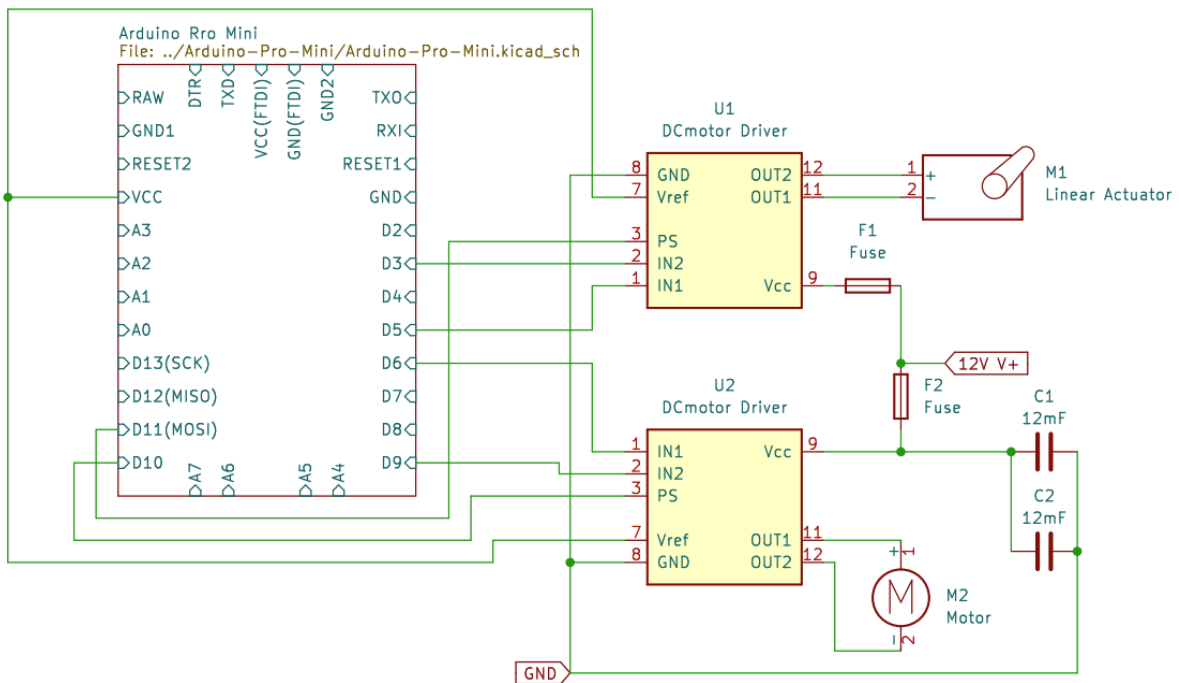 Arduino Rro Mini
File: ../Arduino-Pro-Mini/Arduino-Pro-Mini.kicad_sch
DTR
TXD
VCC(FTDI)
GND(FTDI)
GND2
RAW
GND1
RESET2
VCC
A3
A2
A1
A0
D13(SCK)
D12(MISO)
D11(MOSI)
D10
TXO
RXI
RESET1
GND
D2
D3
D4
D5
D6
D7
D8
D9
A7
A6
A5
A4
U1
DCmotor Driver
8 GND
7 Vref
3 PS
2 IN2
1 IN1
OUT2 12
OUT1 11
Vcc 9
1 +
2 −
M1
Linear Actuator
F1
Fuse
12V V+
F2
Fuse
U2
DCmotor Driver
1 IN1
2 IN2
3 PS
7 Vref
8 GND
Vcc 9
OUT1 11
OUT2 12
C1
12mF
C2
12mF
+ 1
M
− 2
M2
Motor
GND